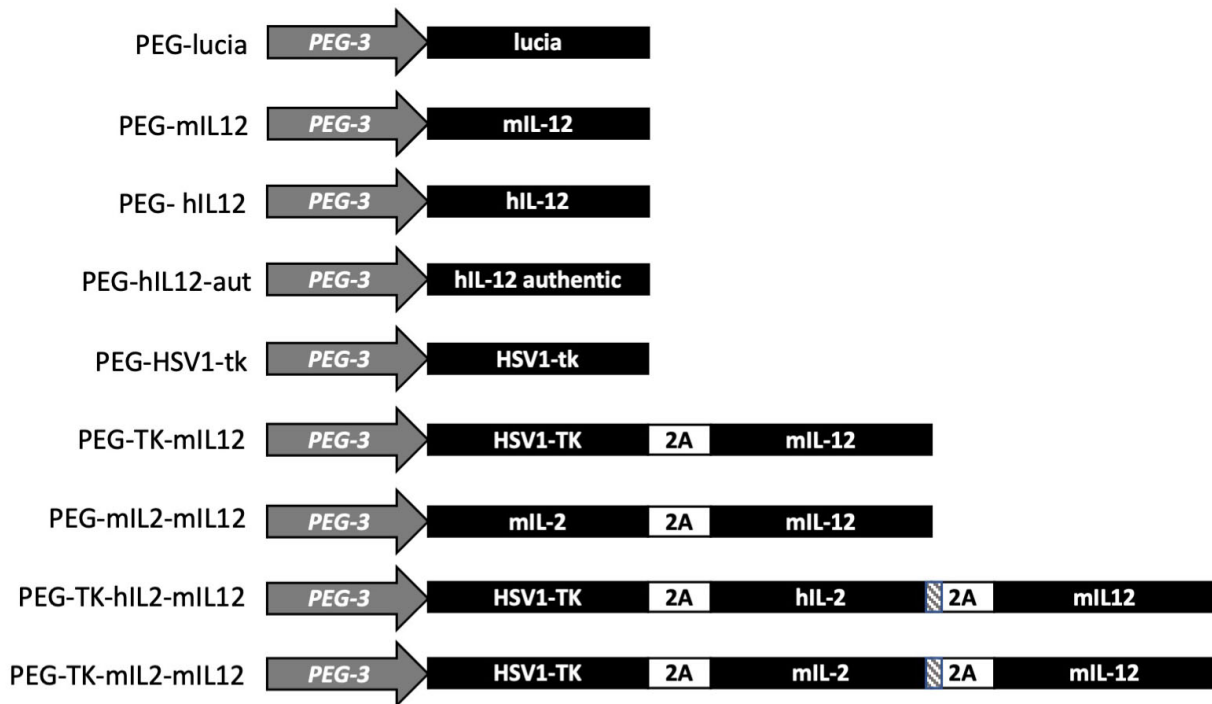 PEG-lucia PEG-3 lucia
PEG-mIL12 PEG-3 mIL-12
PEG- hIL12 PEG-3 hIL-12
PEG-hIL12-aut PEG-3 hIL-12 authentic
PEG-HSV1-tk PEG-3 HSV1-tk
PEG-TK-mIL12 PEG-3 HSV1-TK 2A mIL-12
PEG-mIL2-mIL12 PEG-3 mIL-2 2A mIL-12
PEG-TK-hIL2-mIL12 PEG-3 HSV1-TK 2A hIL-2 2A mIL12
PEG-TK-mIL2-mIL12 PEG-3 HSV1-TK 2A mIL-2 2A mIL-12